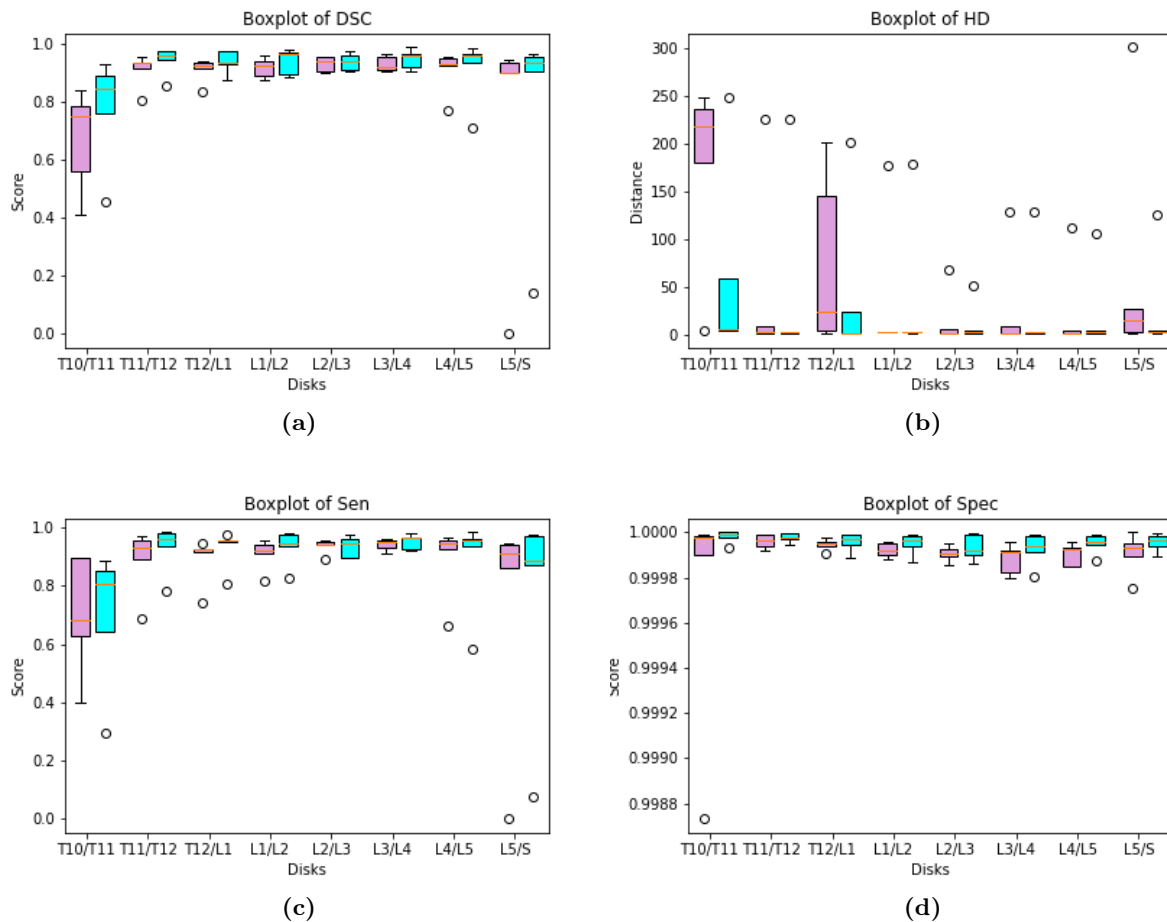 Boxplot of DSC
1.0
0.8
0.6
0.4
0.2
0.0
Score
T10/T11 T11/T12 T12/L1 L1/L2 L2/L3 L3/L4 L4/L5 L5/S
Disks
(a)
Boxplot of HD
300
250
200
150
100
50
0
Distance
T10/T11 T11/T12 T12/L1 L1/L2 L2/L3 L3/L4 L4/L5 L5/S
Disks
(b)
Boxplot of Sen
1.0
0.8
0.6
0.4
0.2
0.0
Score
T10/T11 T11/T12 T12/L1 L1/L2 L2/L3 L3/L4 L4/L5 L5/S
Disks
(c)
Boxplot of Spec
1.0000
0.9998
0.9996
0.9994
0.9992
0.9990
0.9988
Score
T10/T11 T11/T12 T12/L1 L1/L2 L2/L3 L3/L4 L4/L5 L5/S
Disks
(d)